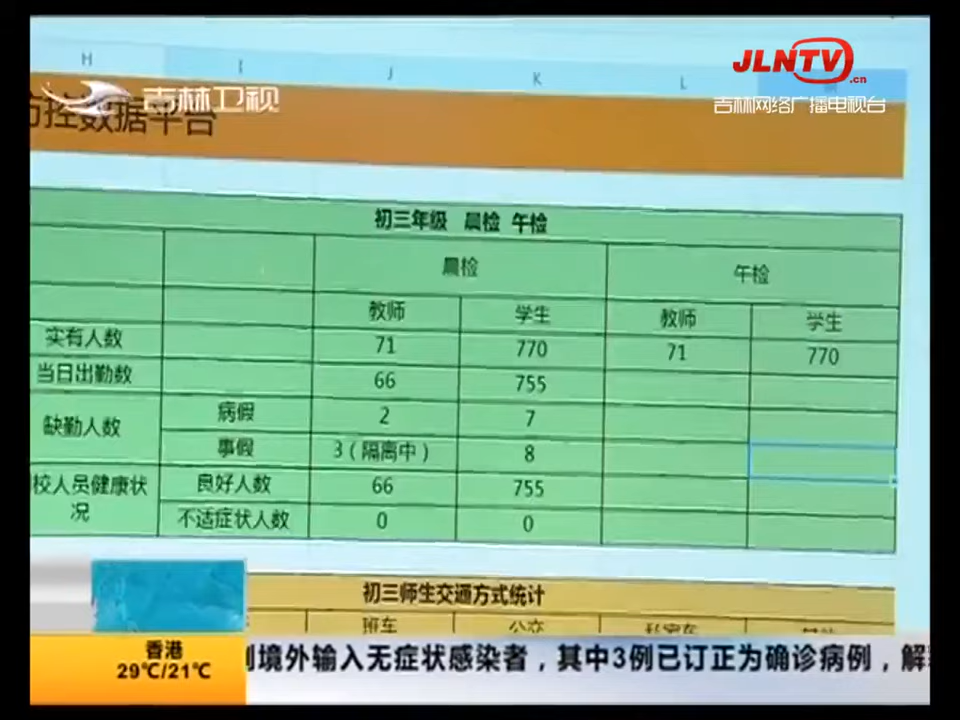 H I J K L
JLNTV.cn
吉林卫视
吉林网络广播电视台
防控数据平台
初三年级 晨检 午检
晨检 午检
教师 学生 教师 学生
实有人数 71 770 71 770
当日出勤数 66 755
缺勤人数 病假 2 7
事假 3（隔离中） 8
校人员健康状况 良好人数 66 755
不适症状人数 0 0
初三师生交通方式统计
班车 公交 私家车
香港
29℃/21℃
境外输入无症状感染者，其中3例已订正为确诊病例，解